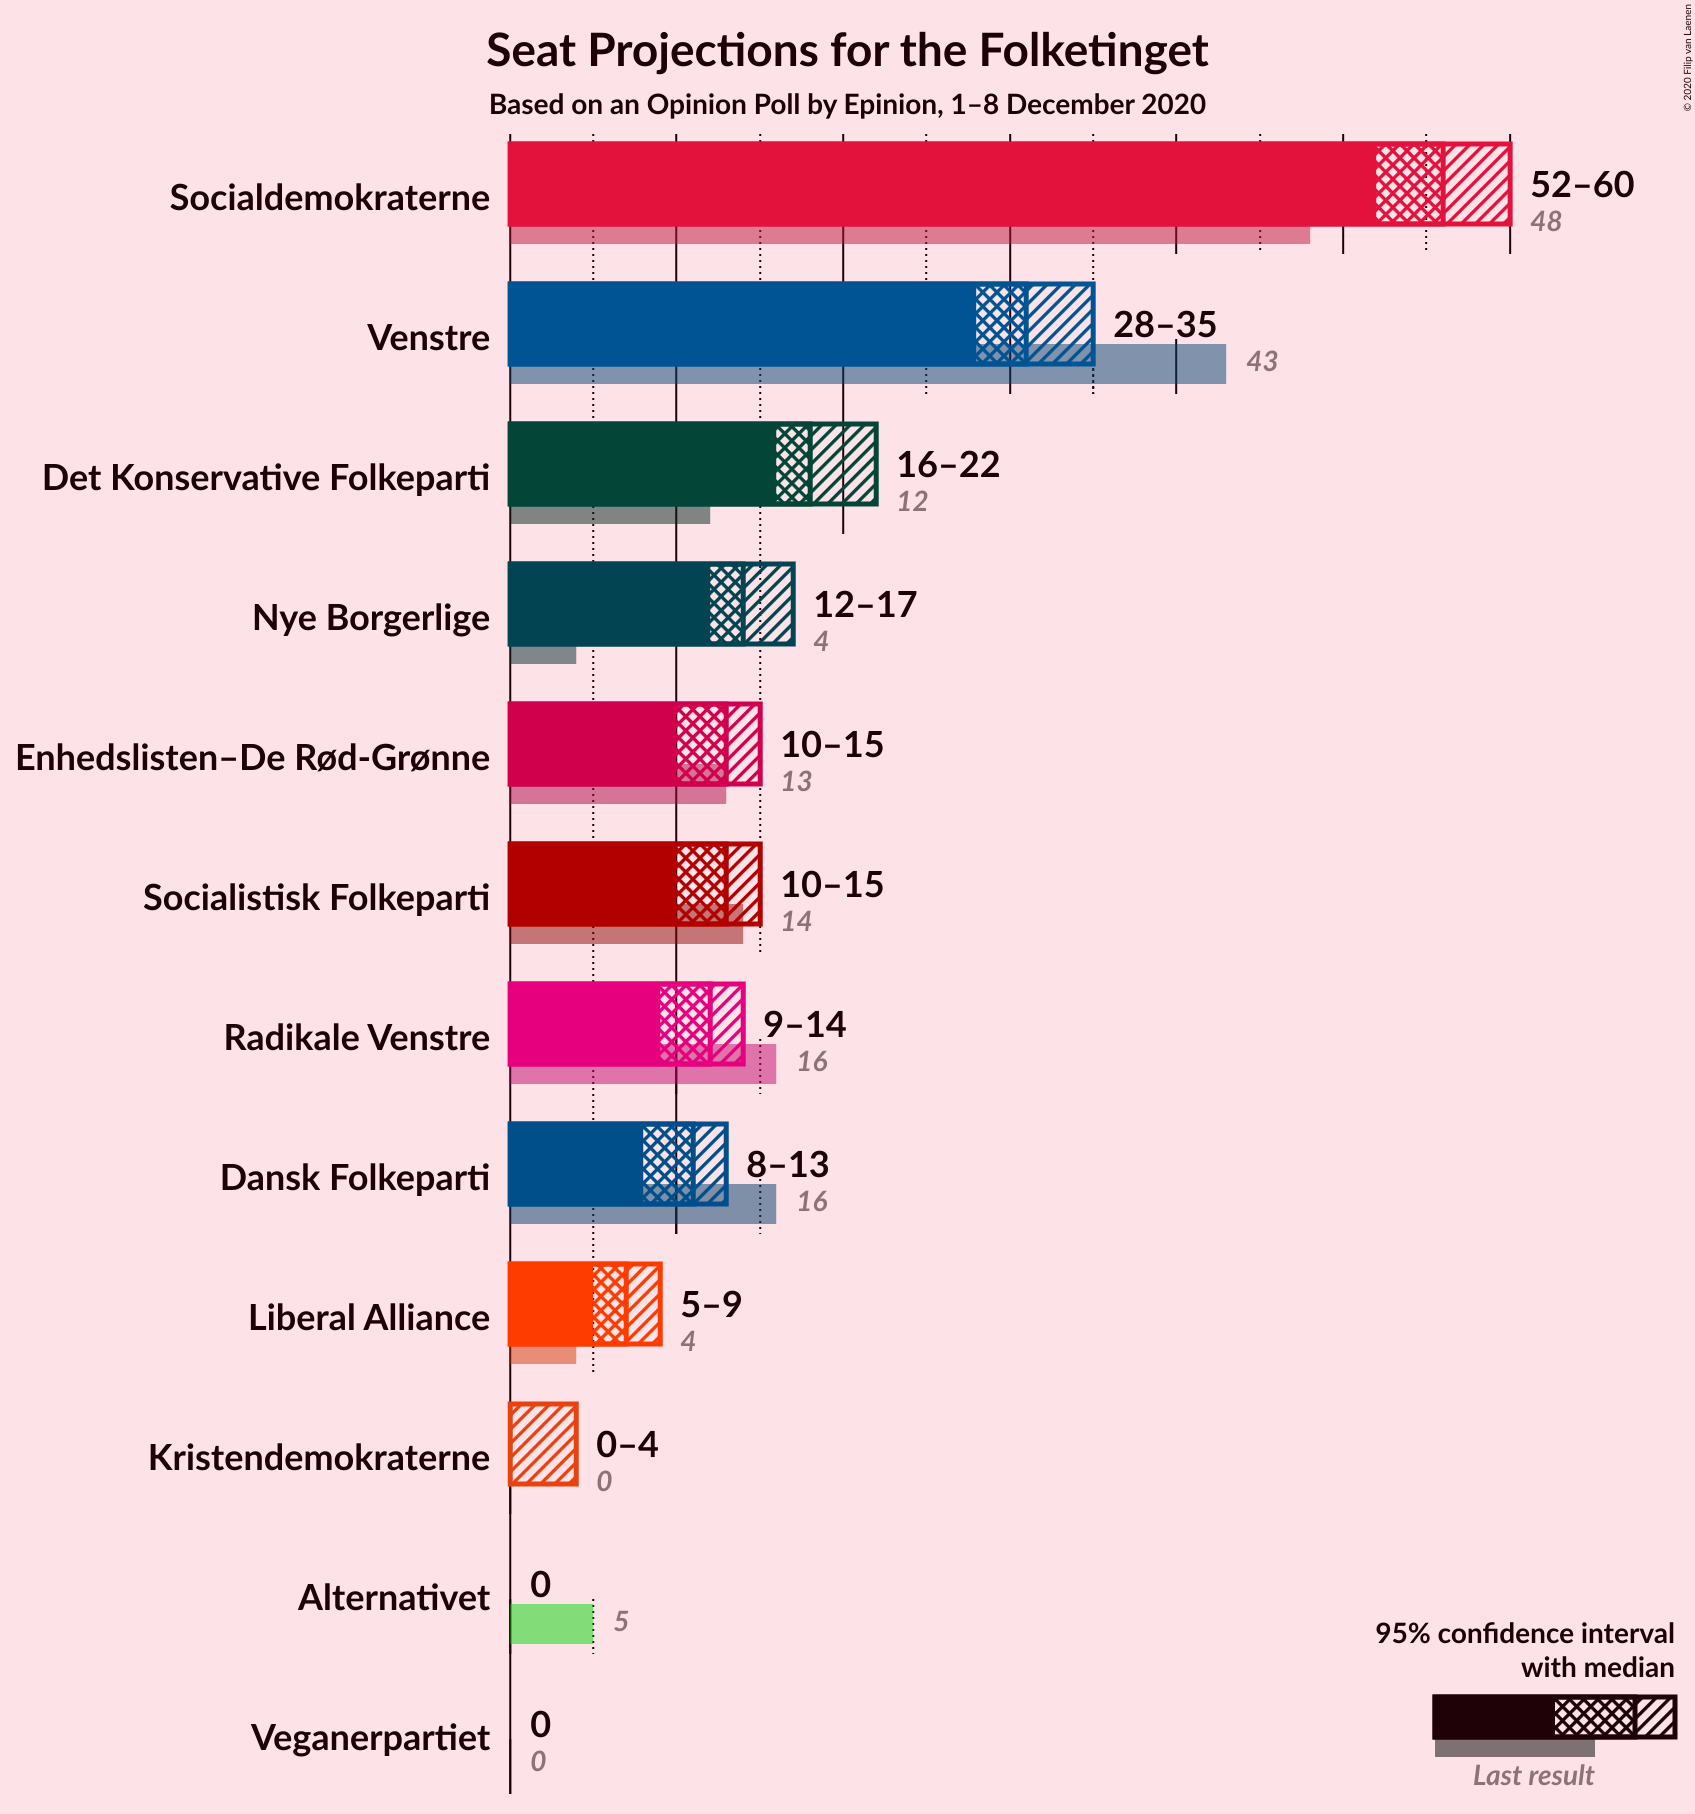 Seat Projections for the Folketinget
Based on an Opinion Poll by Epinion, 1–8 December 2020
© 2020 Filip van Laenen
Socialdemokraterne
52–60
48
Venstre
28–35
43
Det Konservative Folkeparti
16–22
12
Nye Borgerlige
12–17
4
Enhedslisten–De Rød-Grønne
10–15
13
Socialistisk Folkeparti
10–15
14
Radikale Venstre
9–14
16
Dansk Folkeparti
8–13
16
Liberal Alliance
5–9
4
Kristendemokraterne
0–4
0
Alternativet
0
5
Veganerpartiet
0
0
95% confidence interval
with median
Last result